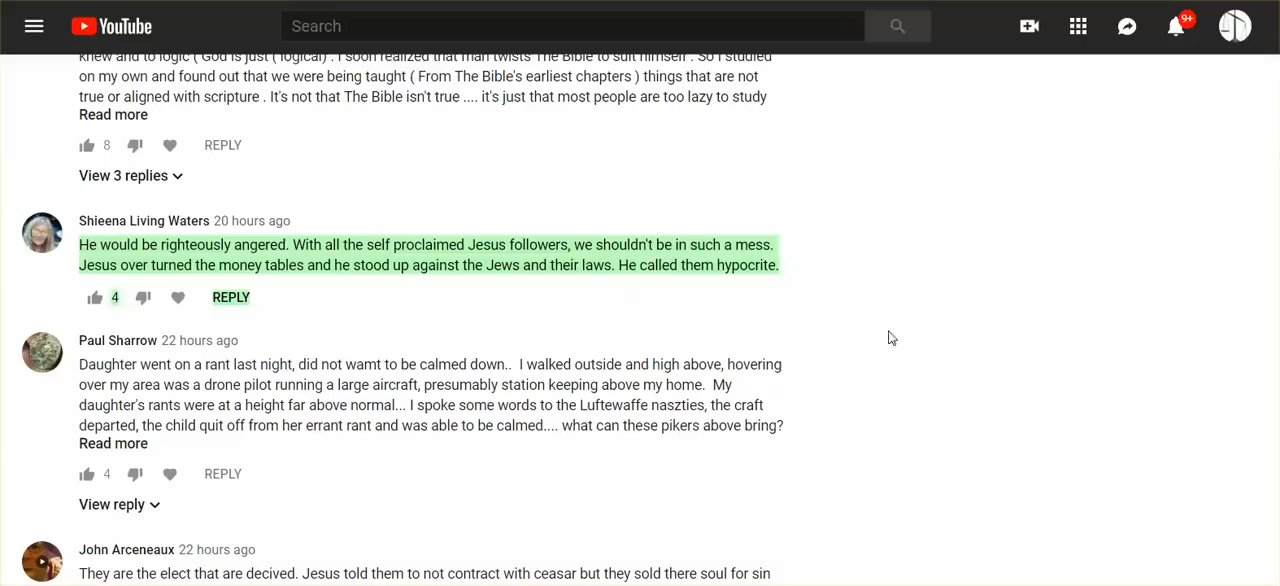 YouTube
Search
9+
knew and to logic ( God is just ( logical) . I soon realized that man twists The Bible to suit himself . So I studied
on my own and found out that we were being taught ( From The Bible's earliest chapters ) things that are not
true or aligned with scripture . It's not that The Bible isn't true .... it's just that most people are too lazy to study
Read more
8 REPLY
View 3 replies
Shieena Living Waters 20 hours ago
He would be righteously angered. With all the self proclaimed Jesus followers, we shouldn't be in such a mess.
Jesus over turned the money tables and he stood up against the Jews and their laws. He called them hypocrite.
4 REPLY
Paul Sharrow 22 hours ago
Daughter went on a rant last night, did not wamt to be calmed down.. I walked outside and high above, hovering
over my area was a drone pilot running a large aircraft, presumably station keeping above my home. My
daughter's rants were at a height far above normal... I spoke some words to the Luftewaffe naszties, the craft
departed, the child quit off from her errant rant and was able to be calmed.... what can these pikers above bring?
Read more
4 REPLY
View reply
John Arceneaux 22 hours ago
They are the elect that are decived. Jesus told them to not contract with ceasar but they sold there soul for sin